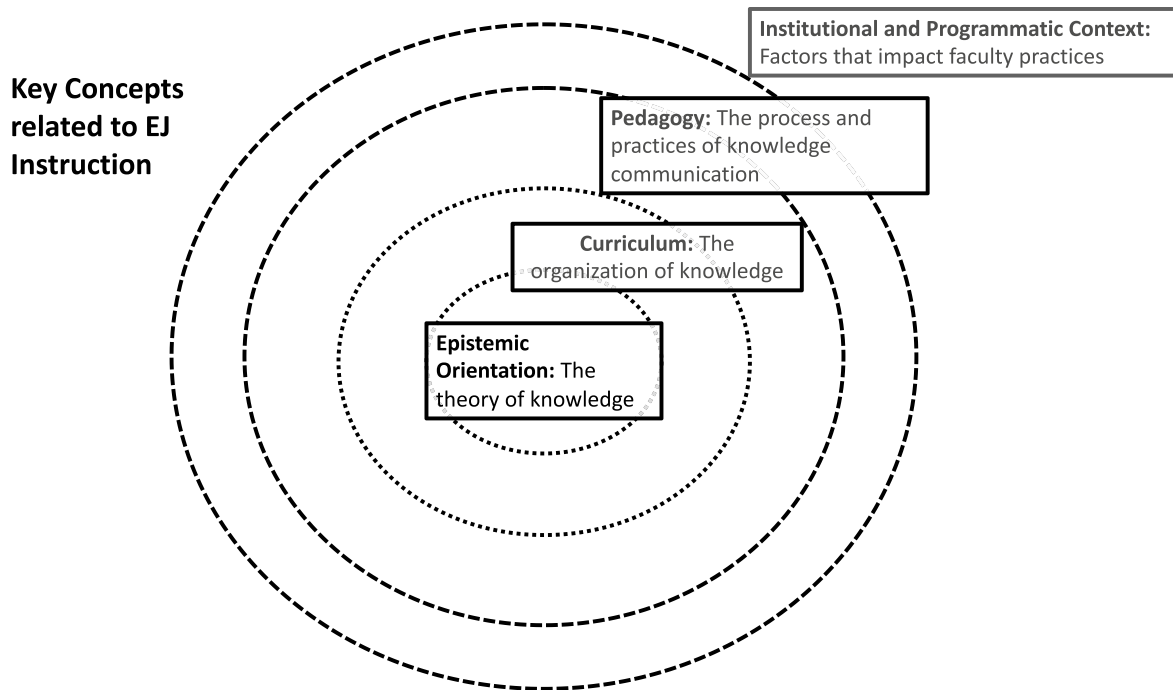 Key Concepts
related to EJ
Instruction
Institutional and Programmatic Context:
Factors that impact faculty practices
Pedagogy: The process and
practices of knowledge
communication
Curriculum: The
organization of knowledge
Epistemic
Orientation: The
theory of knowledge